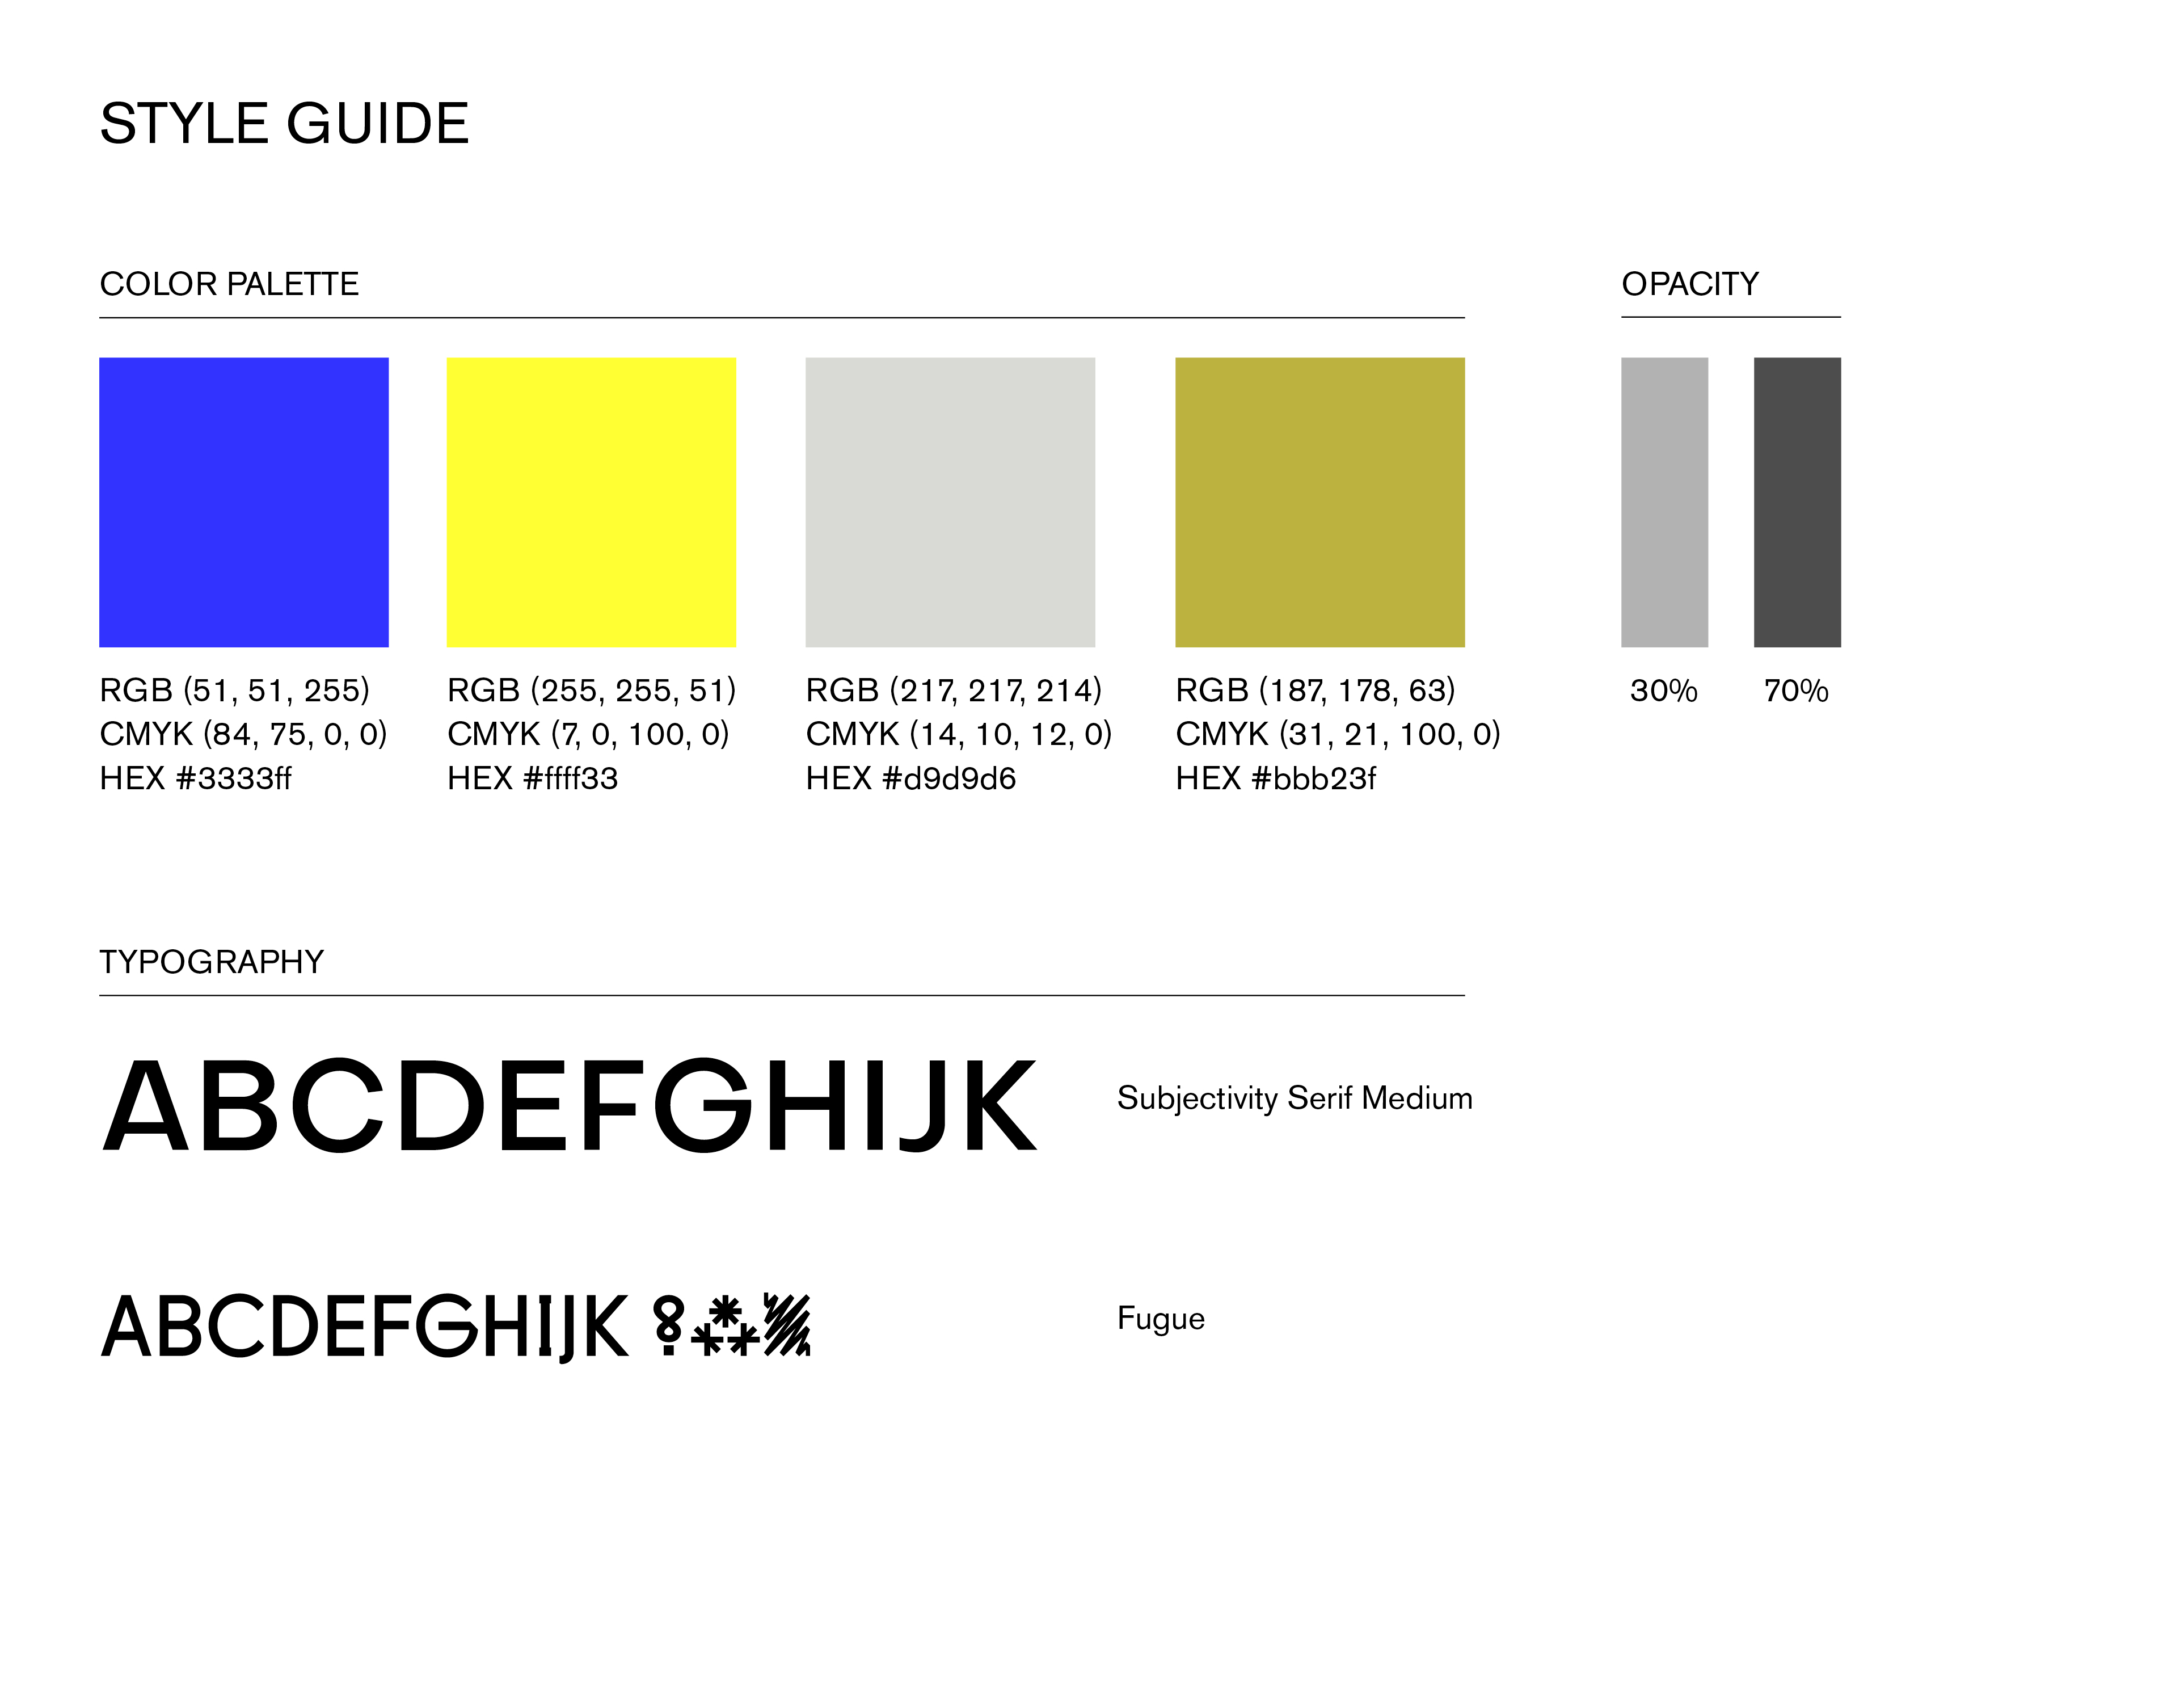 STYLE GUIDE
COLOR PALETTE
RGB (51, 51, 255)
CMYK (84, 75, 0, 0)
HEX #3333ff
RGB (255, 255, 51)
CMYK (7, 0, 100, 0)
HEX #ffff33
RGB (217, 217, 214)
CMYK (14, 10, 12, 0)
HEX #d9d9d6
RGB (187, 178, 63)
CMYK (31, 21, 100, 0)
HEX #bbb23f
OPACITY
30%
70%
TYPOGRAPHY
ABCDEFGHIJK
Subjectivity Serif Medium
ABCDEFGHIJK
Fugue